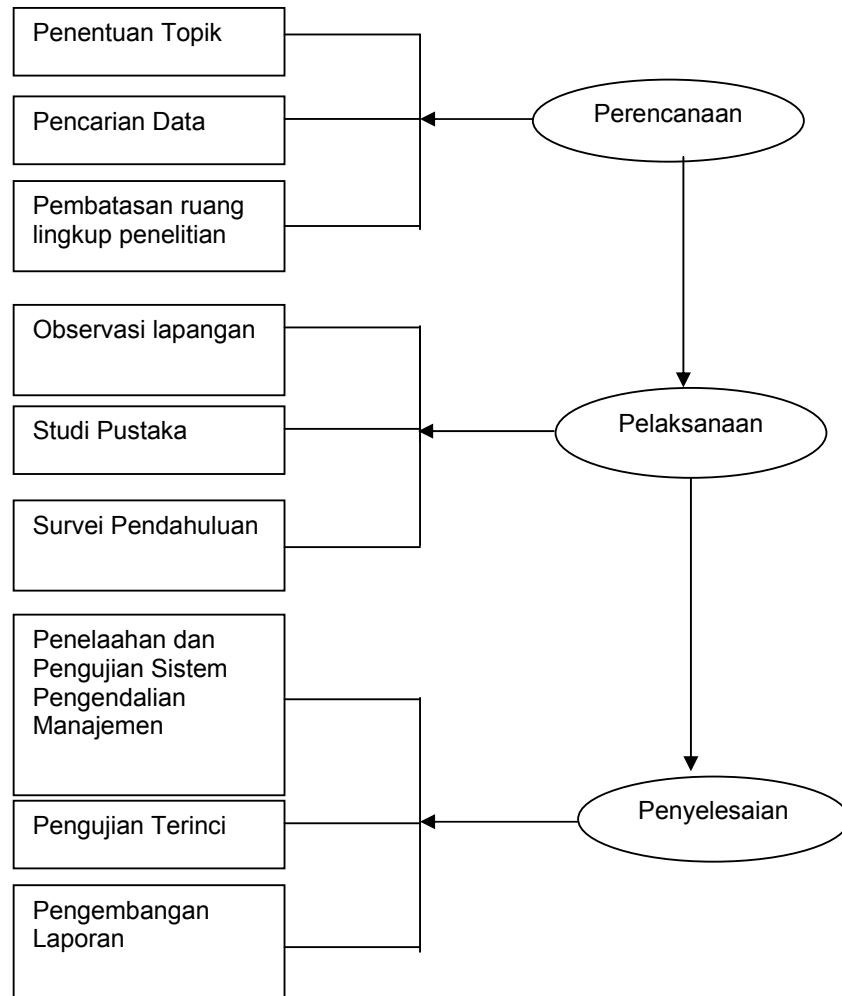 Penentuan Topik
Perencanaan
Pencarian Data
Pembatasan ruang
lingkup penelitian
Observasi lapangan
Pelaksanaan
Studi Pustaka
Survei Pendahuluan
Penelaahan dan
Pengujian Sistem
Pengendalian
Manajemen
Penyelesaian
Pengujian Terinci
Pengembangan
Laporan